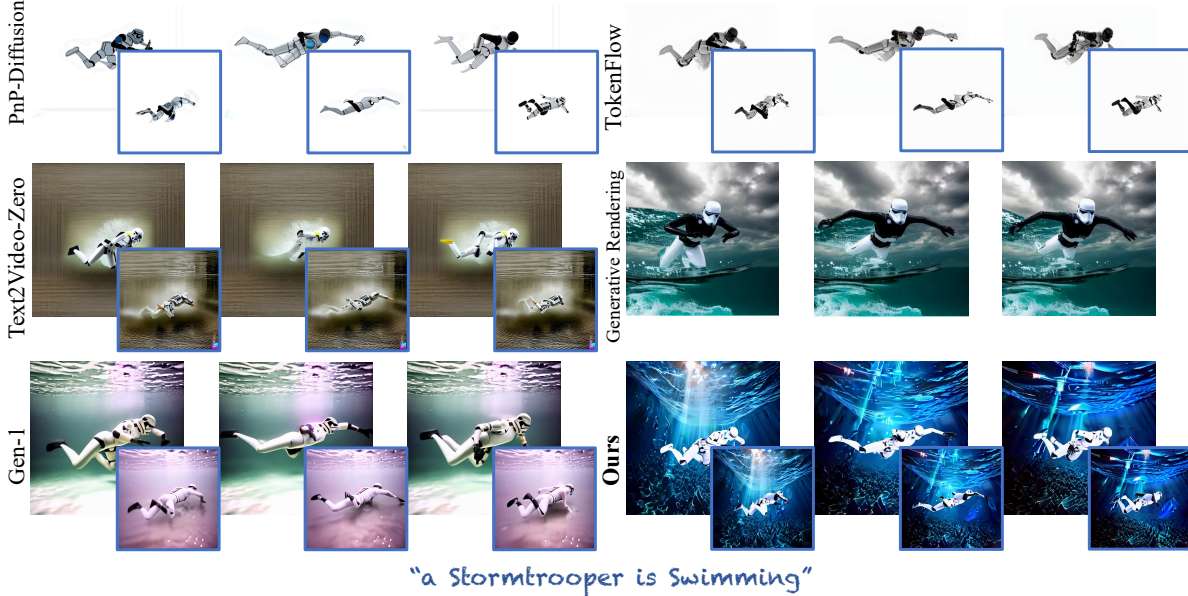 PnP-Diffusion
TokenFlow
Text2Video-Zero
Generative Rendering
Gen-1
Ours
“a Stormtrooper is Swimming”